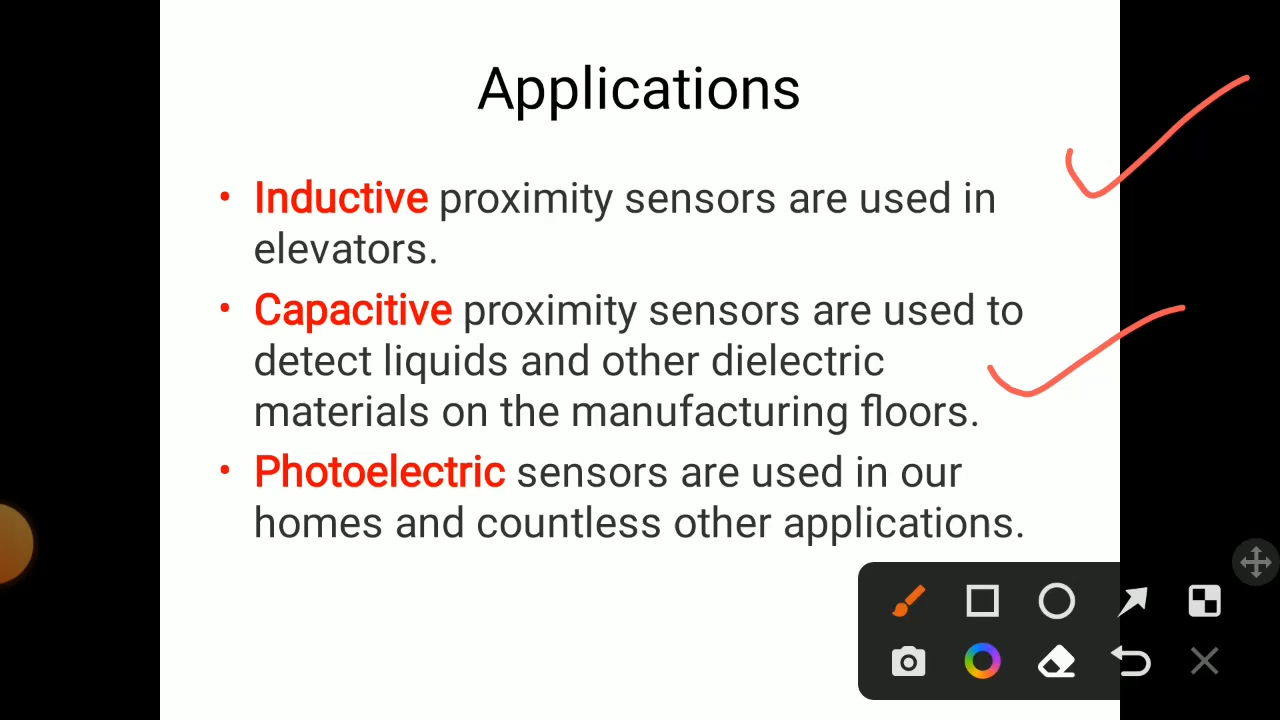 Applications
• Inductive proximity sensors are used in
elevators.
• Capacitive proximity sensors are used to
detect liquids and other dielectric
materials on the manufacturing floors.
• Photoelectric sensors are used in our
homes and countless other applications.